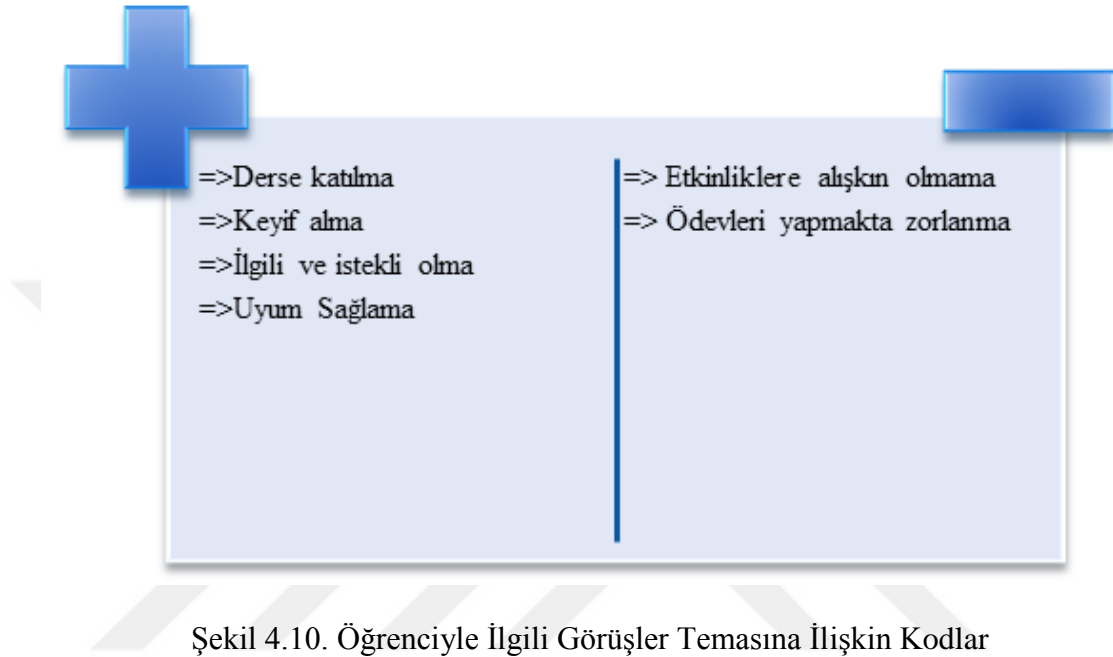 =>Derse katılma
=>Keyif alma
=>İlgili ve istekli olma
=>Uyum Sağlama
=> Etkinliklere alışkın olmama
=> Ödevleri yapmakta zorlanma
Şekil 4.10. Öğrenciyle İlgili Görüşler Temasına İlişkin Kodlar